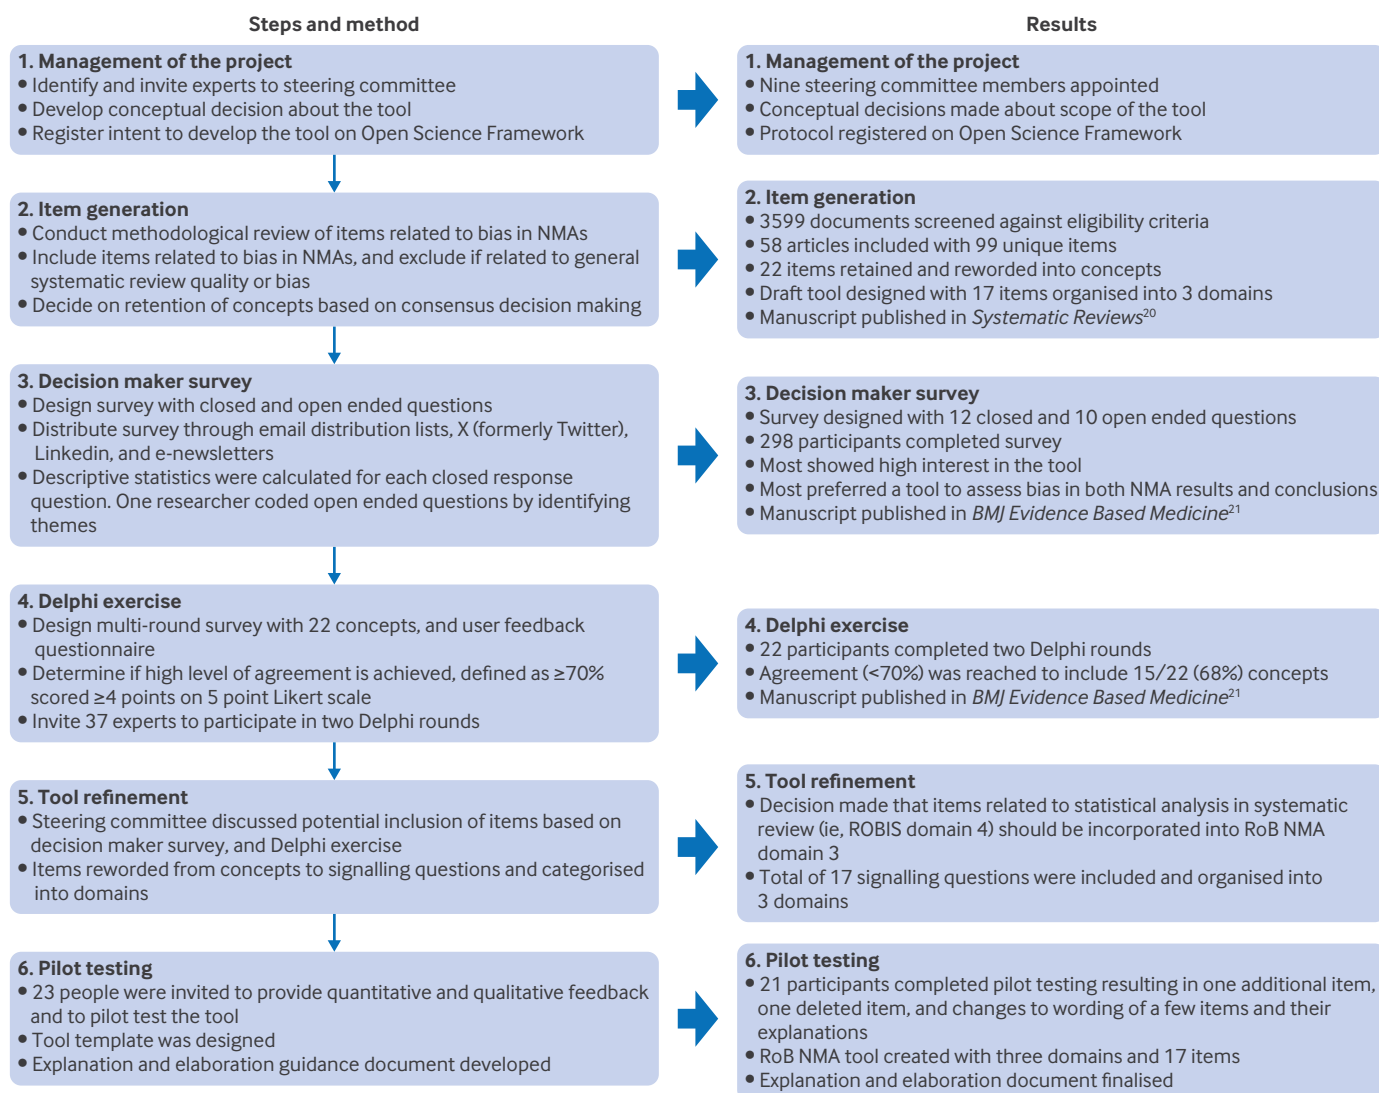 Steps and method
Results
1. Management of the project
• Identify and invite experts to steering committee
• Develop conceptual decision about the tool
• Register intent to develop the tool on Open Science Framework
1. Management of the project
• Nine steering committee members appointed
• Conceptual decisions made about scope of the tool
• Protocol registered on Open Science Framework
2. Item generation
• Conduct methodological review of items related to bias in NMAs
• Include items related to bias in NMAs, and exclude if related to general
systematic review quality or bias
• Decide on retention of concepts based on consensus decision making
2. Item generation
• 3599 documents screened against eligibility criteria
• 58 articles included with 99 unique items
• 22 items retained and reworded into concepts
• Draft tool designed with 17 items organised into 3 domains
• Manuscript published in Systematic Reviews20
3. Decision maker survey
• Design survey with closed and open ended questions
• Distribute survey through email distribution lists, X (formerly Twitter),
Linkedin, and e-newsletters
• Descriptive statistics were calculated for each closed response
question. One researcher coded open ended questions by identifying
themes
3. Decision maker survey
• Survey designed with 12 closed and 10 open ended questions
• 298 participants completed survey
• Most showed high interest in the tool
• Most preferred a tool to assess bias in both NMA results and conclusions
• Manuscript published in BMJ Evidence Based Medicine21
4. Delphi exercise
• Design multi-round survey with 22 concepts, and user feedback
questionnaire
• Determine if high level of agreement is achieved, defined as ≥70%
scored ≥4 points on 5 point Likert scale
• Invite 37 experts to participate in two Delphi rounds
4. Delphi exercise
• 22 participants completed two Delphi rounds
• Agreement (<70%) was reached to include 15/22 (68%) concepts
• Manuscript published in BMJ Evidence Based Medicine21
5. Tool refinement
• Steering committee discussed potential inclusion of items based on
decision maker survey, and Delphi exercise
• Items reworded from concepts to signalling questions and categorised
into domains
5. Tool refinement
• Decision made that items related to statistical analysis in systematic
review (ie, ROBIS domain 4) should be incorporated into RoB NMA
domain 3
• Total of 17 signalling questions were included and organised into
3 domains
6. Pilot testing
• 23 people were invited to provide quantitative and qualitative feedback
and to pilot test the tool
• Tool template was designed
• Explanation and elaboration guidance document developed
6. Pilot testing
• 21 participants completed pilot testing resulting in one additional item,
one deleted item, and changes to wording of a few items and their
explanations
• RoB NMA tool created with three domains and 17 items
• Explanation and elaboration document finalised